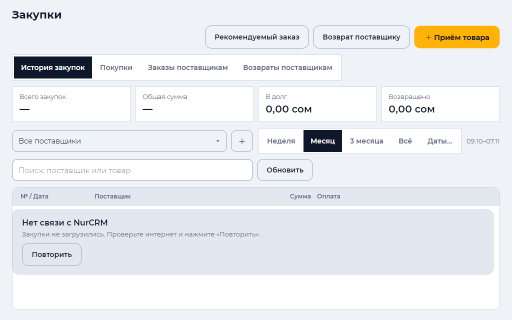 Закупки
Рекомендуемый заказ
Возврат поставщику
+ Приём товара
История закупок
Покупки
Заказы поставщикам
Возвраты поставщикам
Всего закупок
—
Общая сумма
—
В долг
0,00 сом
Возвращено
0,00 сом
Все поставщики
+
Неделя
Месяц
3 месяца
Всё
Даты...
09.10–07.11
Поиск: поставщик или товар
Обновить
№ / Дата
Поставщик
Сумма
Оплата
Нет связи с NurCRM
Закупки не загрузились. Проверьте интернет и нажмите «Повторить».
Повторить